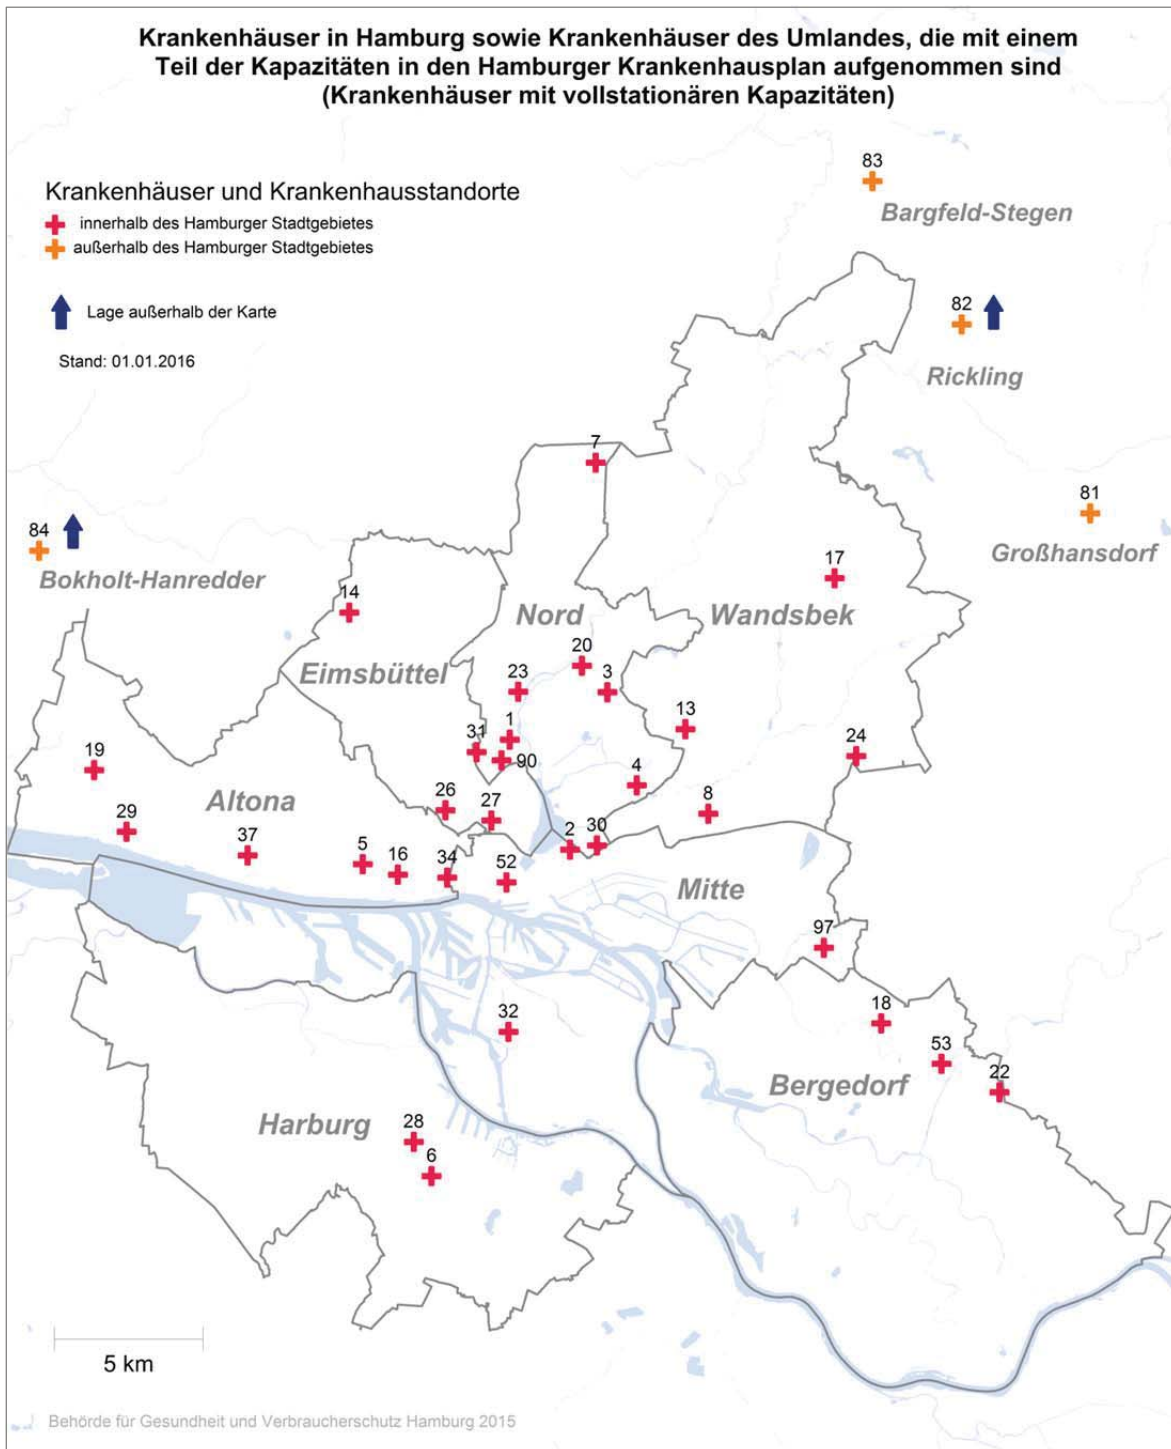 Krankenhäuser in Hamburg sowie Krankenhäuser des Umlandes, die mit einem
Teil der Kapazitäten in den Hamburger Krankenhausplan aufgenommen sind
(Krankenhäuser mit vollstationären Kapazitäten)
83
Krankenhäuser und Krankenhausstandorte
innerhalb des Hamburger Stadtgebietes
Bargfeld-Stegen
außerhalb des Hamburger Stadtgebietes
Lage außerhalb der Karte
82
Stand: 01.01.2016
Rickling
7
81
84
Großhansdorf
17
Bokholt-Hanredder
14
Nord
Wandsbek
20
Eimsbüttel
23
3
13
1
31
24
19
90
4
Altona
26
27
8
29
37
30
2
5
16
34
52
Mitte
97
18
32
53
22
Bergedorf
Harburg
28
6
5 km
Behörde für Gesundheit und Verbraucherschutz Hamburg 2015